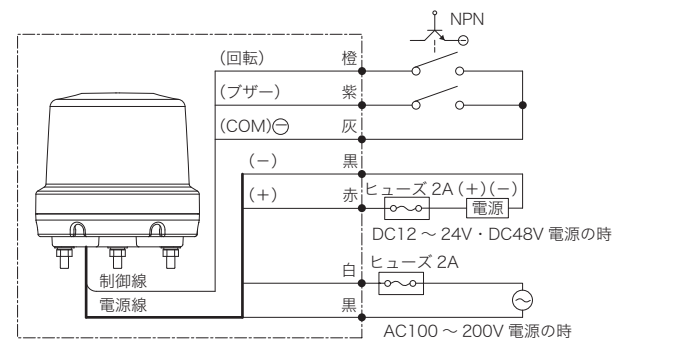 NPN
(回転) 橙
(ブザー) 紫
(COM)⊖ 灰
(−) 黒
(+) 赤 ヒューズ 2A (+)(−)
電源
DC12 ～ 24V・DC48V 電源の時
白 ヒューズ 2A
制御線
電源線 黒
AC100 ～ 200V 電源の時